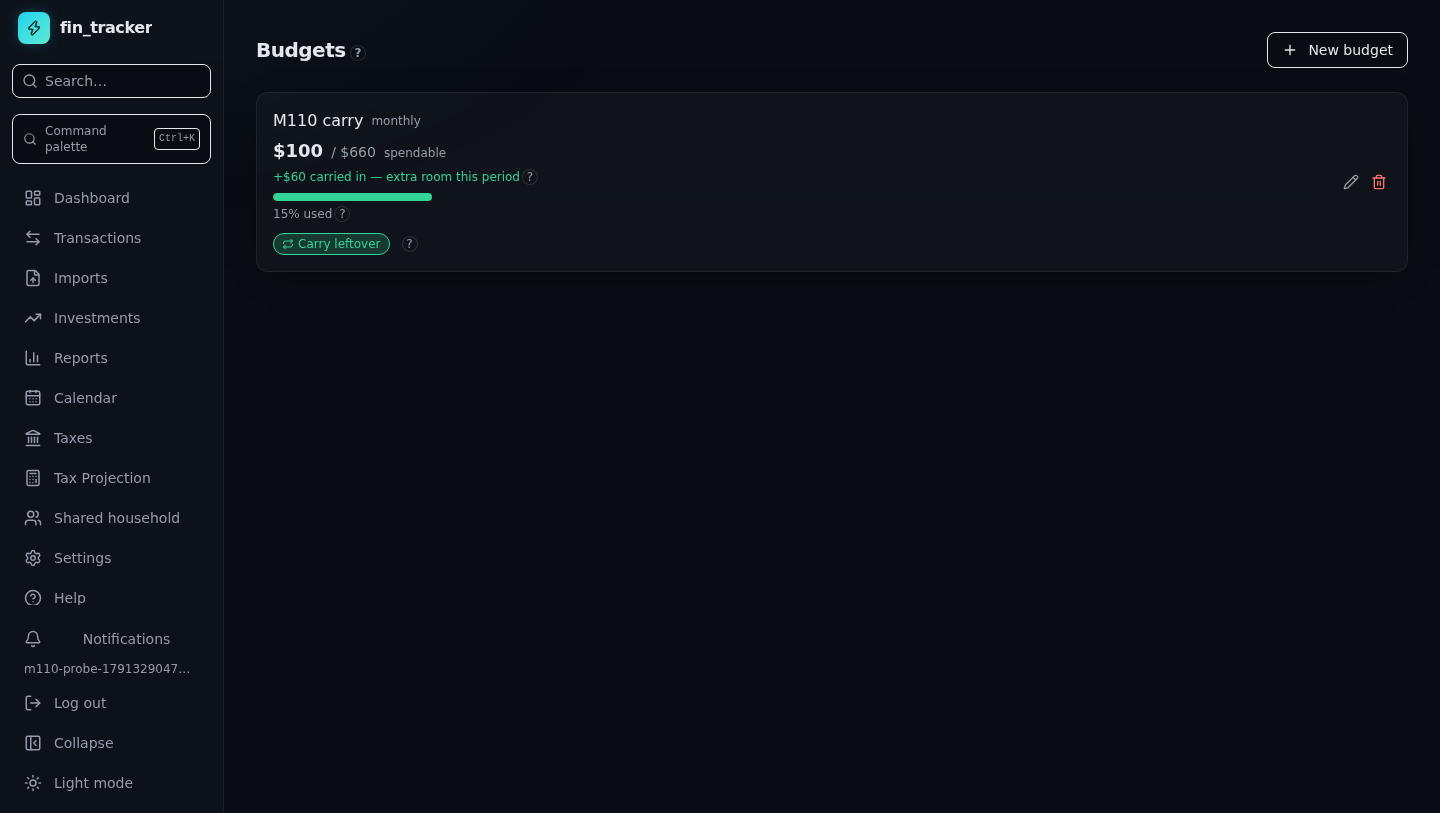 fin_tracker
Search…
Command palette
Ctrl+K
Dashboard
Transactions
Imports
Investments
Reports
Calendar
Taxes
Tax Projection
Shared household
Settings
Help
Notifications
m110-probe-1791329047…
Log out
Collapse
Light mode
Budgets ?
New budget
M110 carry monthly
$100 / $660 spendable
+$60 carried in — extra room this period ?
15% used ?
Carry leftover ?